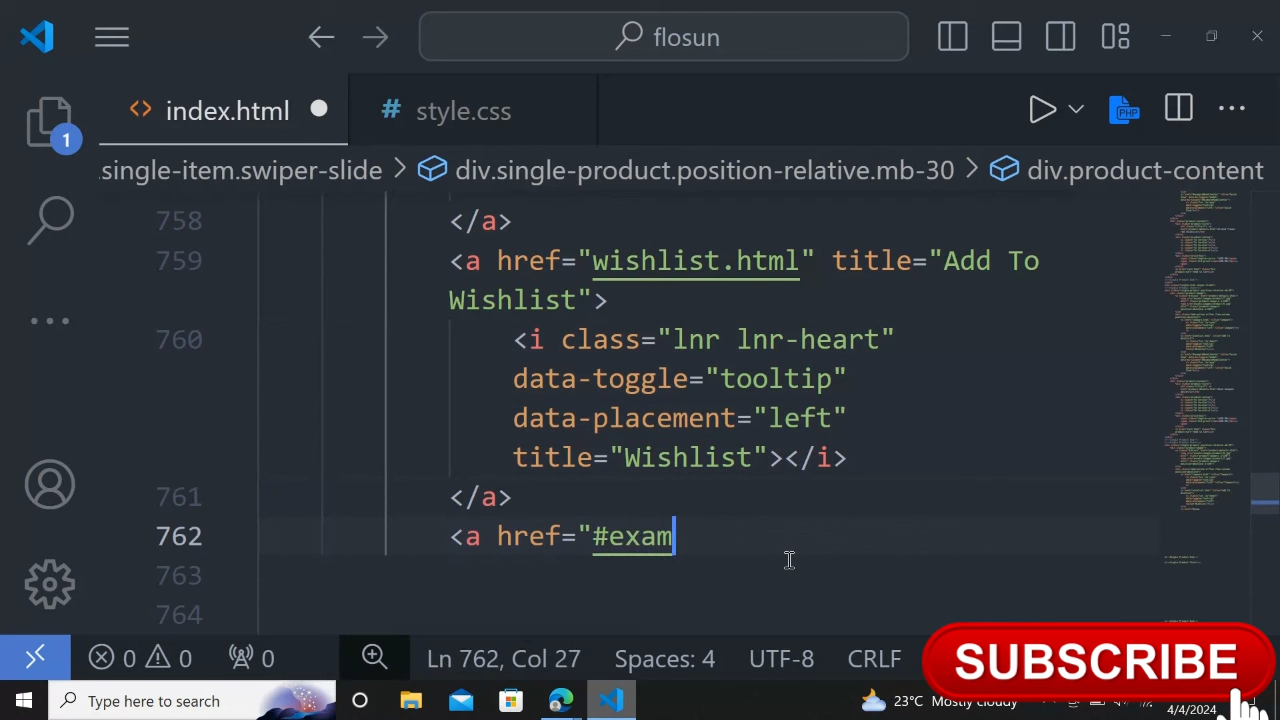 flosun
index.html
# style.css
PHP
1
.single-item.swiper-slide > div.single-product.position-relative.mb-30 > div.product-content
758 </a>
759 <a href="wishlist.html" title="Add To
Wishlist">
760 <i class="lnr lnr-heart"
data-toggle="tooltip"
data-placement="left"
title="Wishlist"></i>
761 </a>
762 <a href="#exam
763
764
0 0 0 Ln 762, Col 27 Spaces: 4 UTF-8 CRLF
SUBSCRIBE
Type here to search
23°C Mostly cloudy
4/4/2024